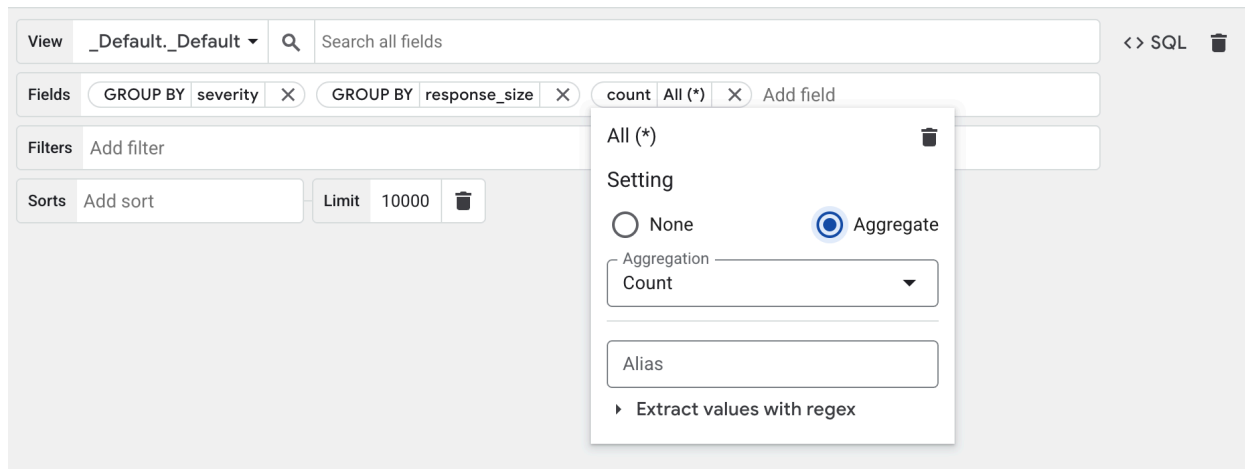 View _Default._Default Search all fields <> SQL
Fields GROUP BY severity GROUP BY response_size count All (*) Add field
Filters Add filter
Sorts Add sort Limit 10000
All (*)
Setting
None Aggregate
Aggregation
Count
Alias
Extract values with regex